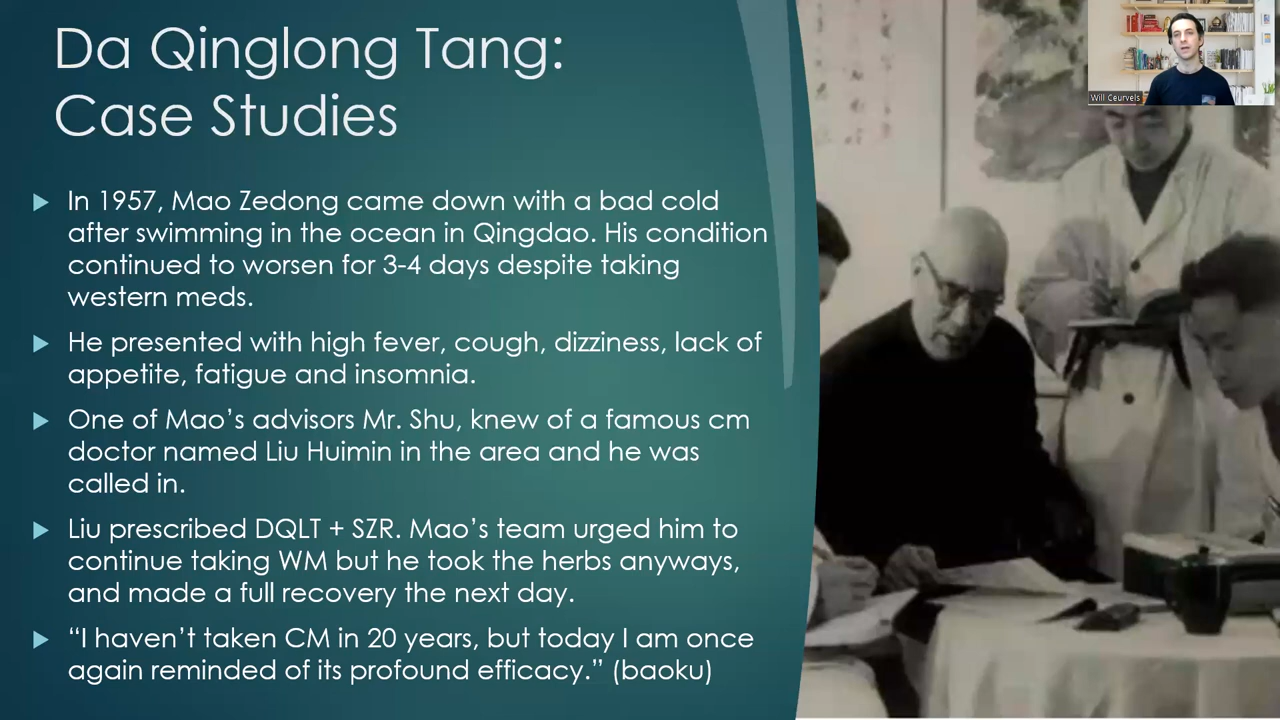 Da Qinglong Tang:
Case Studies
In 1957, Mao Zedong came down with a bad cold
after swimming in the ocean in Qingdao. His condition
continued to worsen for 3-4 days despite taking
western meds.
He presented with high fever, cough, dizziness, lack of
appetite, fatigue and insomnia.
One of Mao’s advisors Mr. Shu, knew of a famous cm
doctor named Liu Huimin in the area and he was
called in.
Liu prescribed DQLT + SZR. Mao’s team urged him to
continue taking WM but he took the herbs anyways,
and made a full recovery the next day.
“I haven’t taken CM in 20 years, but today I am once
again reminded of its profound efficacy.” (baoku)
Will Ceurvels